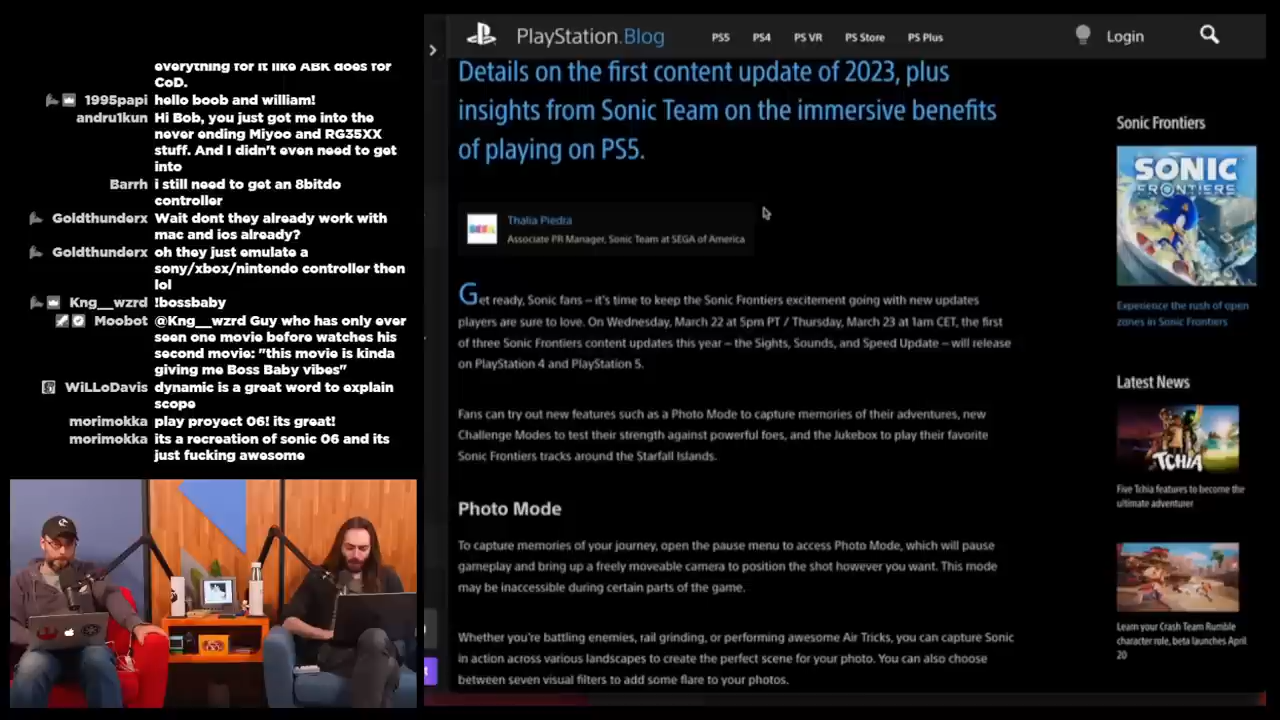 everything for it like ABK does for
CoD.
1995papi hello boob and william!
andru1kun Hi Bob, you just got me into the
never ending Miyoo and RG35XX
stuff. And I didn't even need to get
into
Barrh i still need to get an 8bitdo
controller
Goldthunderx Wait dont they already work with
mac and ios already?
Goldthunderx oh they just emulate a
sony/xbox/nintendo controller then
lol
Kng__wzrd !bossbaby
Moobot @Kng__wzrd Guy who has only ever
seen one movie before watches his
second movie: "this movie is kinda
giving me Boss Baby vibes"
WiLLoDavis dynamic is a great word to explain
scope
morimokka play proyect 06! its great!
morimokka its a recreation of sonic 06 and its
just fucking awesome
PlayStation.Blog
PS5 PS4 PS VR PS Store PS Plus
Login
Details on the first content update of 2023, plus
insights from Sonic Team on the immersive benefits
of playing on PS5.
SEGA
Thalia Piedra
Associate PR Manager, Sonic Team at SEGA of America
Get ready, Sonic fans – it's time to keep the Sonic Frontiers excitement going with new updates
players are sure to love. On Wednesday, March 22 at 5pm PT / Thursday, March 23 at 1am CET, the first
of three Sonic Frontiers content updates this year – the Sights, Sounds, and Speed Update – will release
on PlayStation 4 and PlayStation 5.
Fans can try out new features such as a Photo Mode to capture memories of their adventures, new
Challenge Modes to test their strength against powerful foes, and the Jukebox to play their favorite
Sonic Frontiers tracks around the Starfall Islands.
Photo Mode
To capture memories of your journey, open the pause menu to access Photo Mode, which will pause
gameplay and bring up a freely moveable camera to position the shot however you want. This mode
may be inaccessible during certain parts of the game.
Whether you're battling enemies, rail grinding, or performing awesome Air Tricks, you can capture Sonic
in action across various landscapes to create the perfect scene for your photo. You can also choose
between seven visual filters to add some flare to your photos.
Sonic Frontiers
SONIC
FRONTIERS
Experience the rush of open
zones in Sonic Frontiers
Latest News
TCHIA
Five Tchia features to become the
ultimate adventurer
Learn your Crash Team Rumble
character role, beta launches April
20